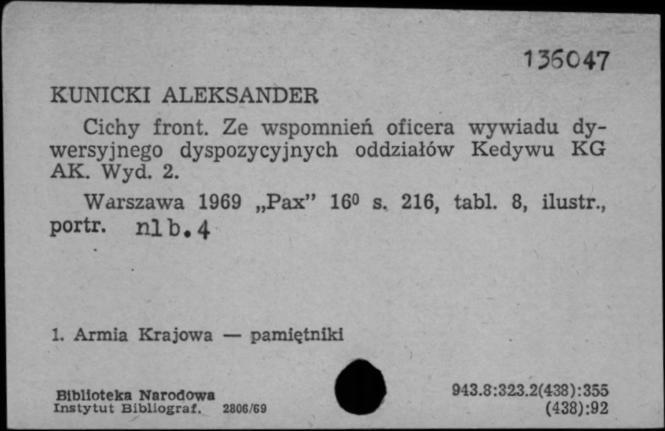 136047
KUNICKI ALEKSANDER
Cichy front. Ze wspomnień oficera wywiadu dy-
wersyjnego dyspozycyjnych oddziałów Kedywu KG
AK. Wyd. 2.
Warszawa 1969 „Pax” 16⁰ s. 216, tabl. 8, ilustr.,
portr. nlb. 4
1. Armia Krajowa — pamiętniki
Biblioteka Narodowa
Instytut Bibliograf. 2806/69
943.8:323.2(438):355
(438):92